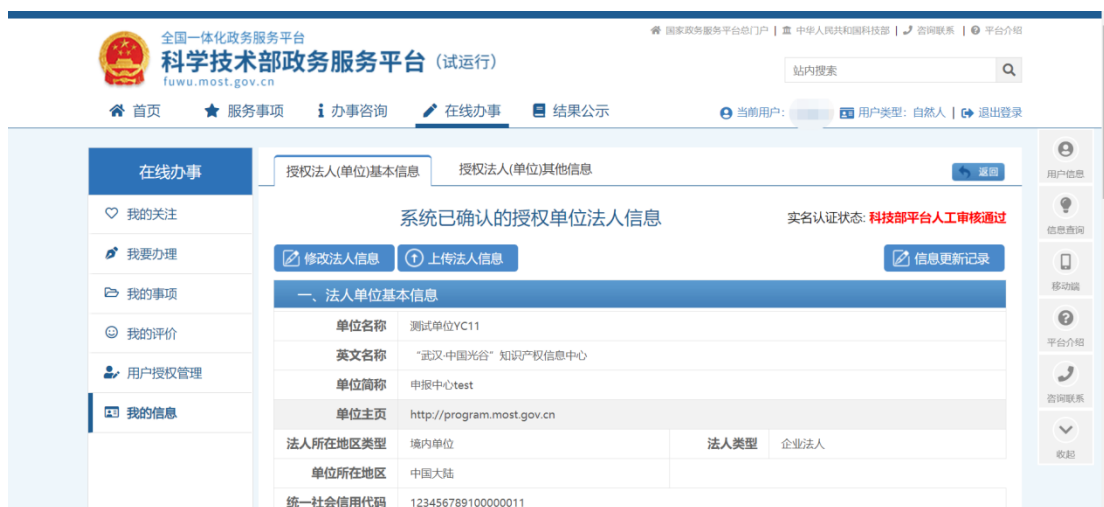 国家政务服务平台总门户 | 中华人民共和国科技部 | 咨询联系 | 平台介绍
全国一体化政务服务平台
科学技术部政务服务平台（试运行）
fuwu.most.gov.cn
站内搜索
首页 服务事项 办事咨询 在线办事 结果公示 当前用户: 用户类型: 自然人 | 退出登录
在线办事
我的关注
我要办理
我的事项
我的评价
用户授权管理
我的信息
授权法人(单位)基本信息 授权法人(单位)其他信息 返回
系统已确认的授权单位法人信息 实名认证状态: 科技部平台人工审核通过
修改法人信息 上传法人信息 信息更新记录
一、法人单位基本信息
单位名称 测试单位YC11
英文名称 “武汉·中国光谷”知识产权信息中心
单位简称 申报中心test
单位主页 http://program.most.gov.cn
法人所在地区类型 境内单位 法人类型 企业法人
单位所在地区 中国大陆
统一社会信用代码 123456789100000011
用户信息
信息查询
移动端
平台介绍
咨询联系
收起